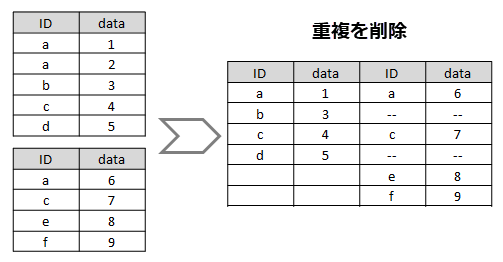 ID data
a 1
a 2
b 3
c 4
d 5
ID data
a 6
c 7
e 8
f 9
重複を削除
ID data ID data
a 1 a 6
b 3 -- --
c 4 c 7
d 5 -- --
e 8
f 9